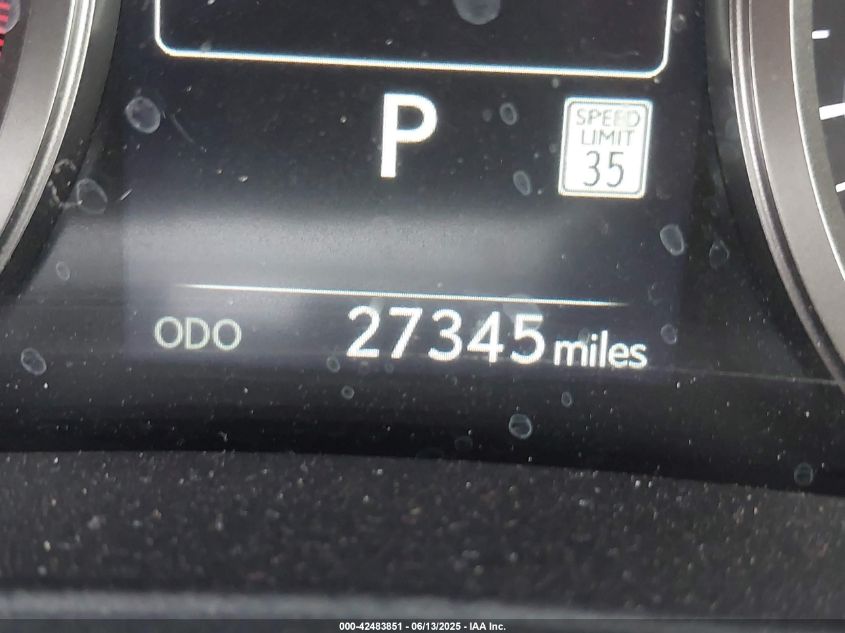 P
SPEED
LIMIT
35
ODO 27345 miles
000-42483851 - 06/13/2025 - IAA Inc.